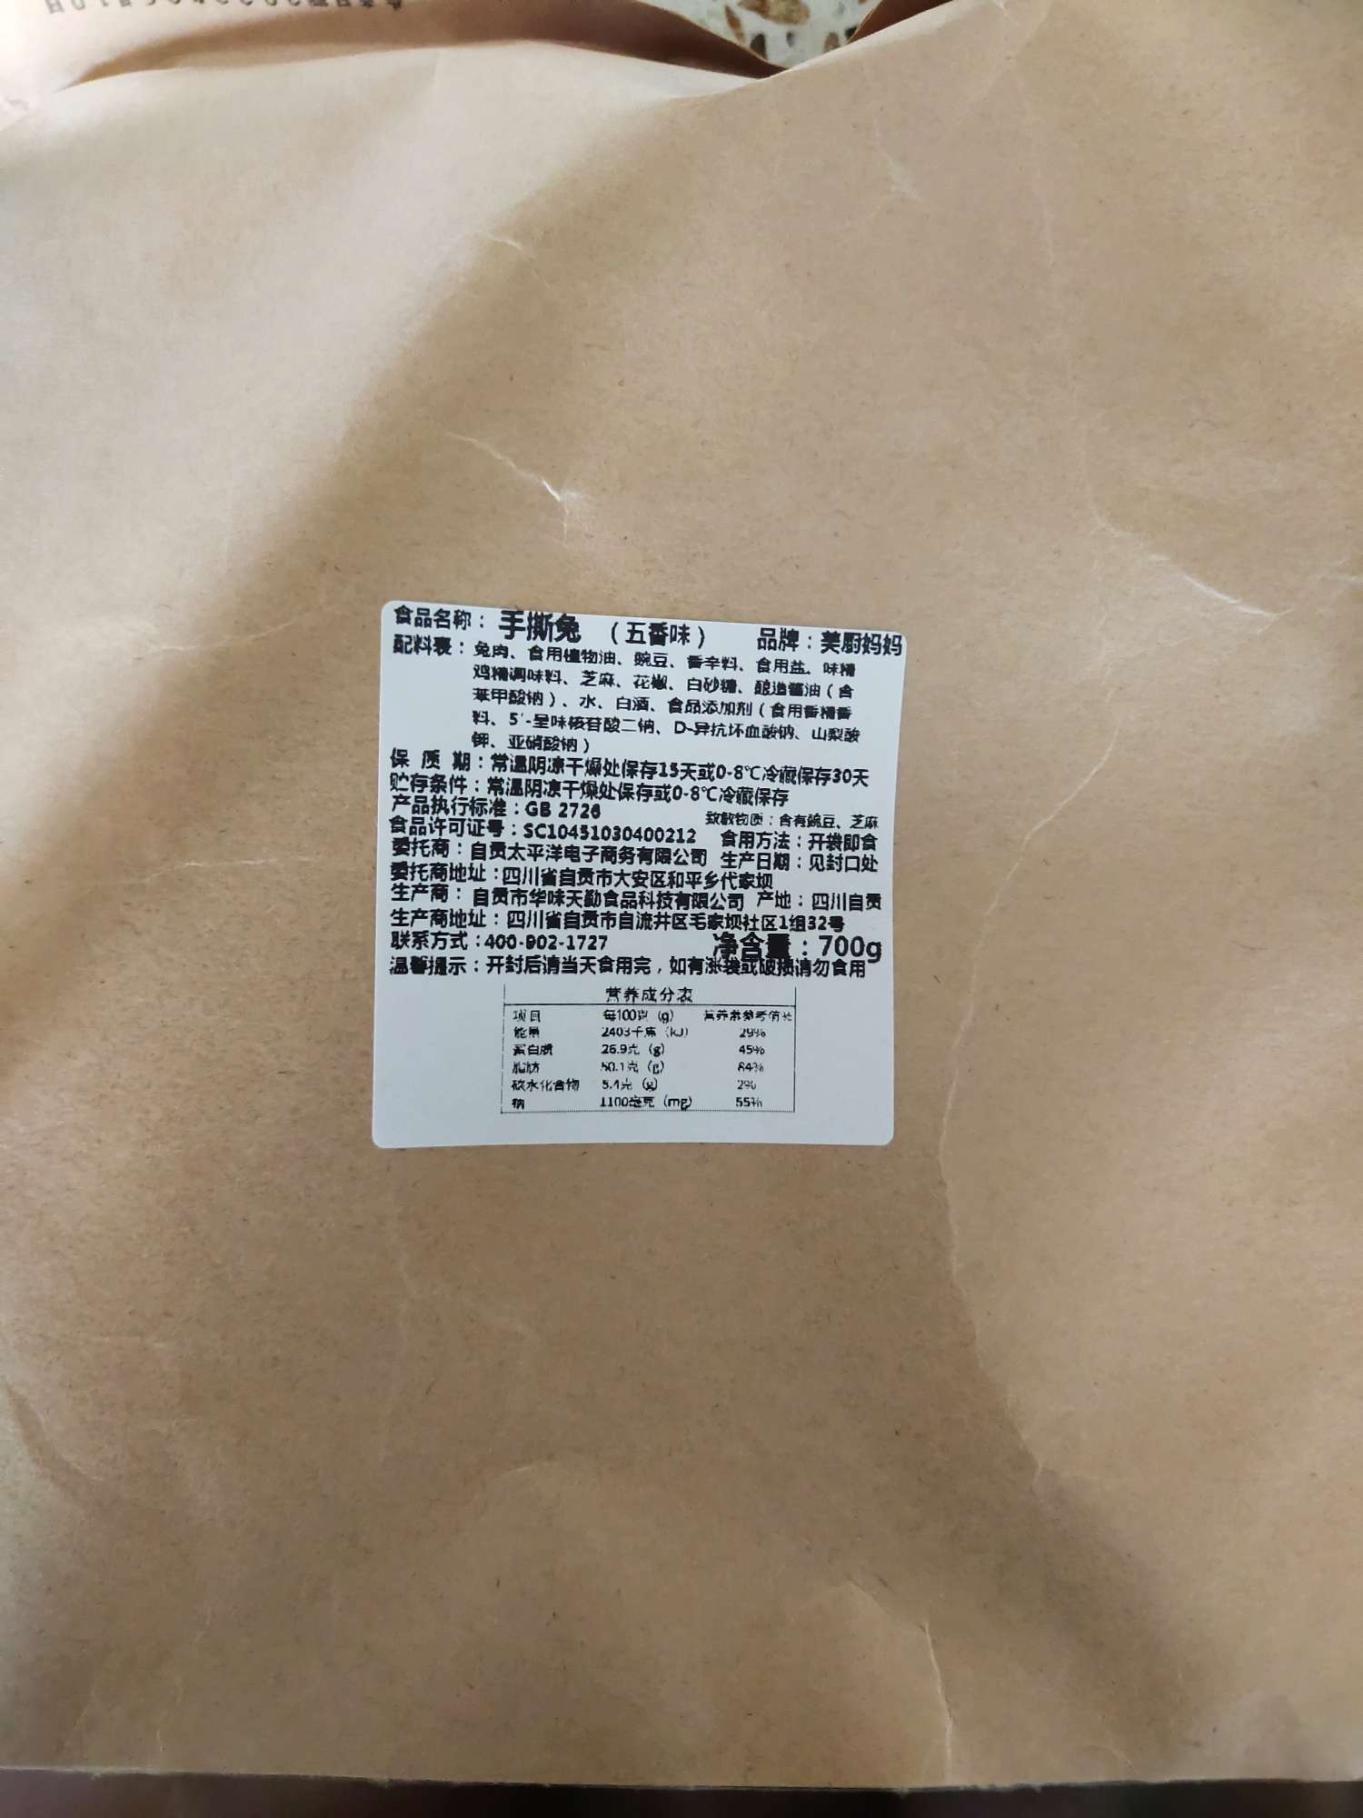 食品名称：手撕兔（五香味） 品牌：美厨妈妈
配料表：兔肉、食用植物油、豌豆、香辛料、食用盐、味精
鸡精调味料、芝麻、花椒、白砂糖、酿造酱油（含
苯甲酸钠）、水、白酒、食品添加剂（食用香精香
料、5'-呈味核苷酸二钠、D-异抗坏血酸钠、山梨酸
钾、亚硝酸钠）
保 质 期：常温阴凉干燥处保存15天或0-8℃冷藏保存30天
贮存条件：常温阴凉干燥处保存或0-8℃冷藏保存
产品执行标准：GB 2726 致敏物质：含有豌豆、芝麻
食品许可证号：SC10451030400212 食用方法：开袋即食
委托商：自贡太平洋电子商务有限公司 生产日期：见封口处
委托商地址：四川省自贡市大安区和平乡代家坝
生产商：自贡市华味天勤食品科技有限公司 产地：四川自贡
生产商地址：四川省自贡市自流井区毛家坝社区1组32号
联系方式：400-902-1727 净含量：700g
温馨提示：开封后请当天食用完，如有涨袋或破损请勿食用
营养成分表
项目 每100克（g） 营养素参考值%
能量 2403千焦（kJ） 29%
蛋白质 26.9克（g） 45%
脂肪 50.1克（g） 84%
碳水化合物 5.4克（g） 2%
钠 1100毫克（mg） 55%